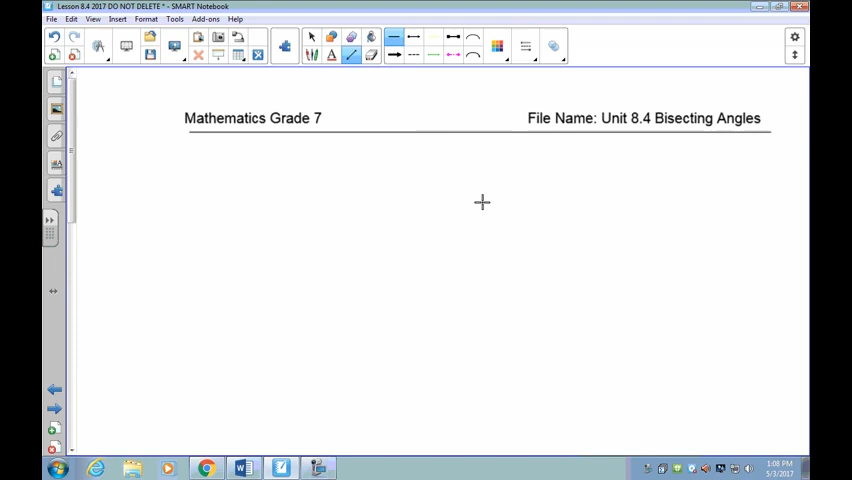 Lesson 8.4 2017 DO NOT DELETE * - SMART Notebook
File Edit View Insert Format Tools Add-ons Help
Mathematics Grade 7 File Name: Unit 8.4 Bisecting Angles
1:08 PM
5/3/2017